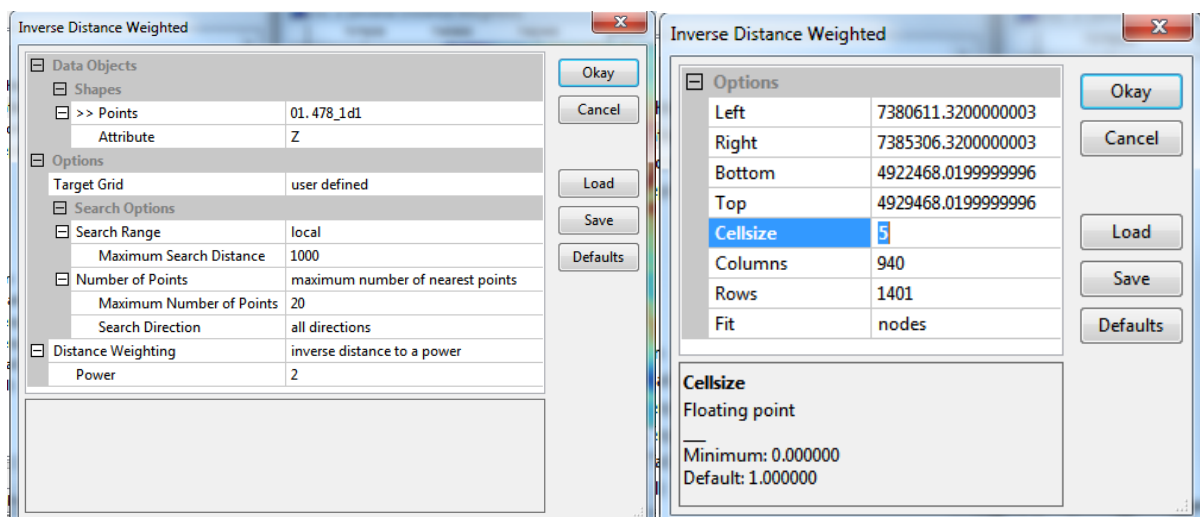 Inverse Distance Weighted
Data Objects
Shapes
>> Points 01. 478_1d1
Attribute Z
Options
Target Grid user defined
Search Options
Search Range local
Maximum Search Distance 1000
Number of Points maximum number of nearest points
Maximum Number of Points 20
Search Direction all directions
Distance Weighting inverse distance to a power
Power 2
Okay
Cancel
Load
Save
Defaults
Inverse Distance Weighted
Options
Left 7380611.3200000003
Right 7385306.3200000003
Bottom 4922468.0199999996
Top 4929468.0199999996
Cellsize 5
Columns 940
Rows 1401
Fit nodes
Okay
Cancel
Load
Save
Defaults
Cellsize
Floating point
__
Minimum: 0.000000
Default: 1.000000